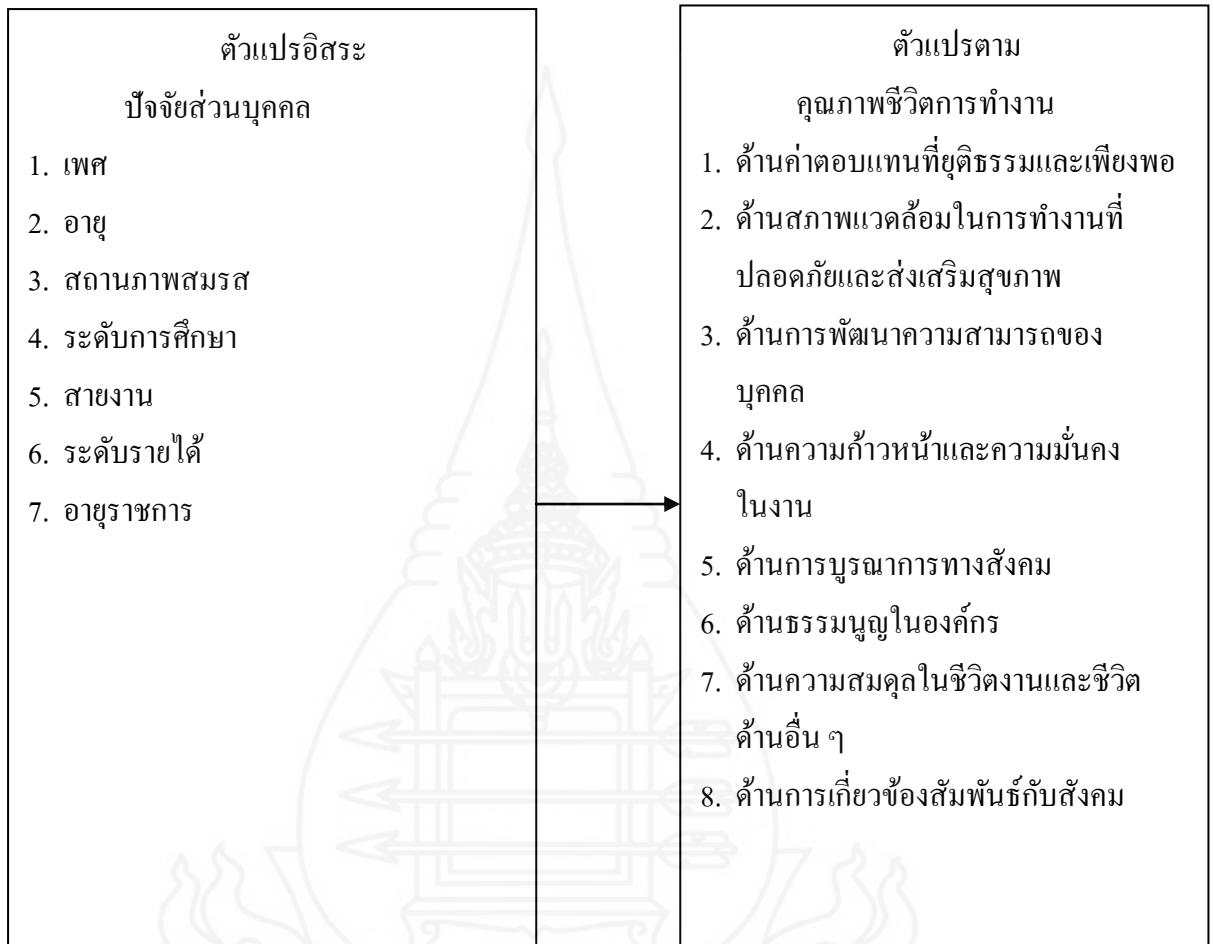 ตัวแปรอิสระ
ปัจจัยส่วนบุคคล
1. เพศ
2. อายุ
3. สถานภาพสมรส
4. ระดับการศึกษา
5. สายงาน
6. ระดับรายได้
7. อายุราชการ
ตัวแปรตาม
คุณภาพชีวิตการทำงาน
1. ด้านค่าตอบแทนที่ยุติธรรมและเพียงพอ
2. ด้านสภาพแวดล้อมในการทำงานที่
ปลอดภัยและส่งเสริมสุขภาพ
3. ด้านการพัฒนาความสามารถของ
บุคคล
4. ด้านความก้าวหน้าและความมั่นคง
ในงาน
5. ด้านการบูรณาการทางสังคม
6. ด้านธรรมนูญในองค์กร
7. ด้านความสมดุลในชีวิตงานและชีวิต
ด้านอื่น ๆ
8. ด้านการเกี่ยวข้องสัมพันธ์กับสังคม